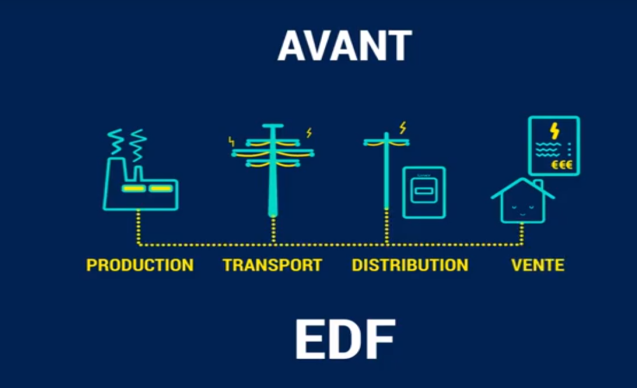 AVANT
€€€
PRODUCTION TRANSPORT DISTRIBUTION VENTE
EDF